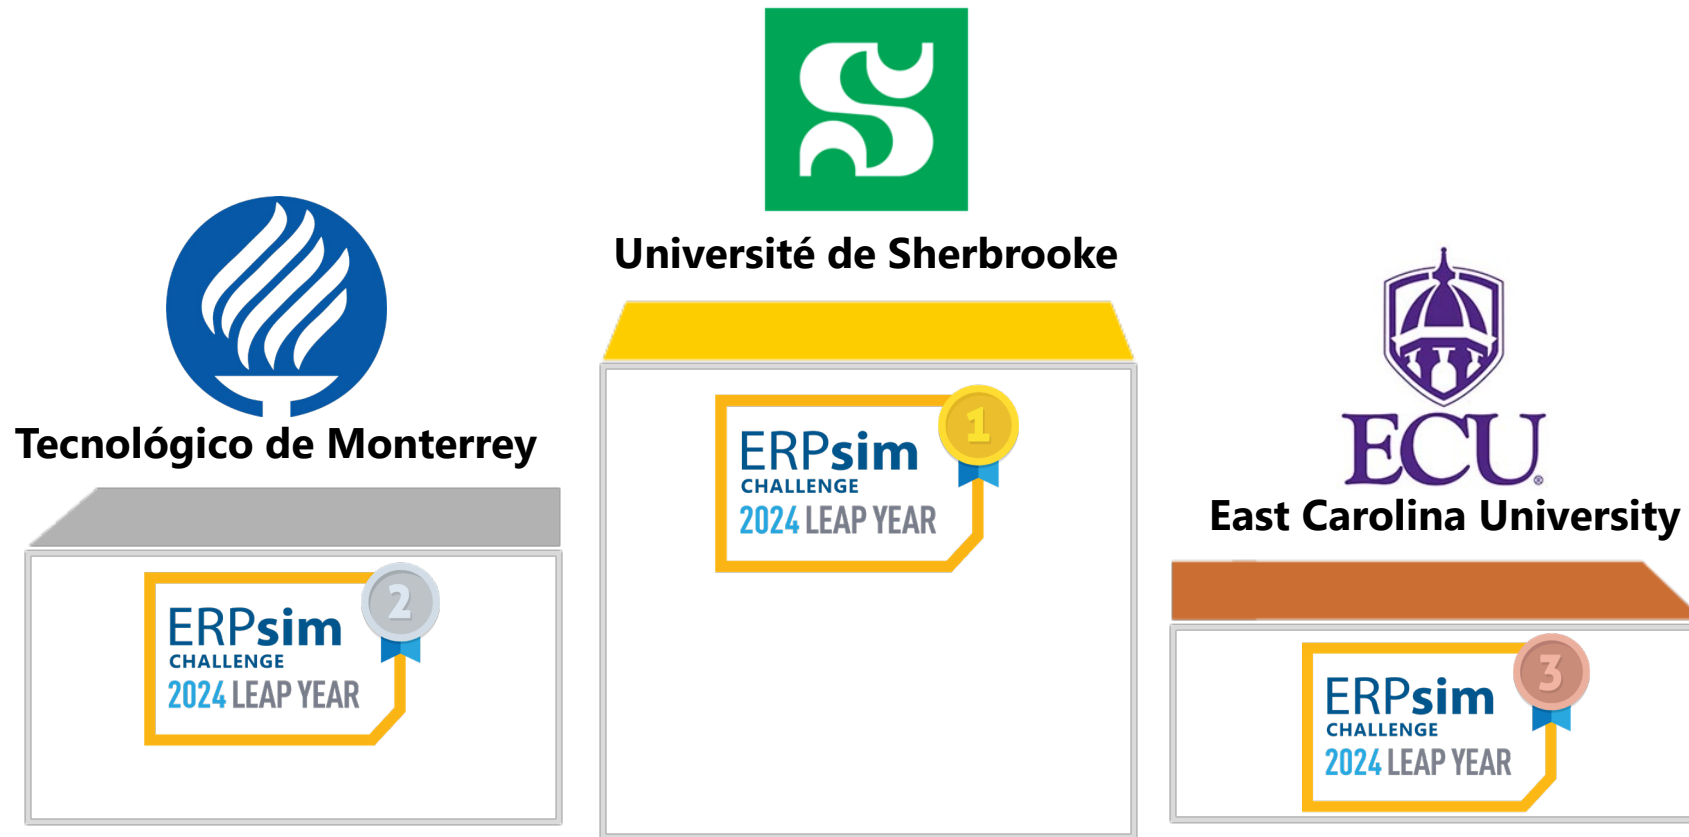 Université de Sherbrooke
1
ERPsim
CHALLENGE
2024 LEAP YEAR
Tecnológico de Monterrey
2
ERPsim
CHALLENGE
2024 LEAP YEAR
ECU®
East Carolina University
3
ERPsim
CHALLENGE
2024 LEAP YEAR